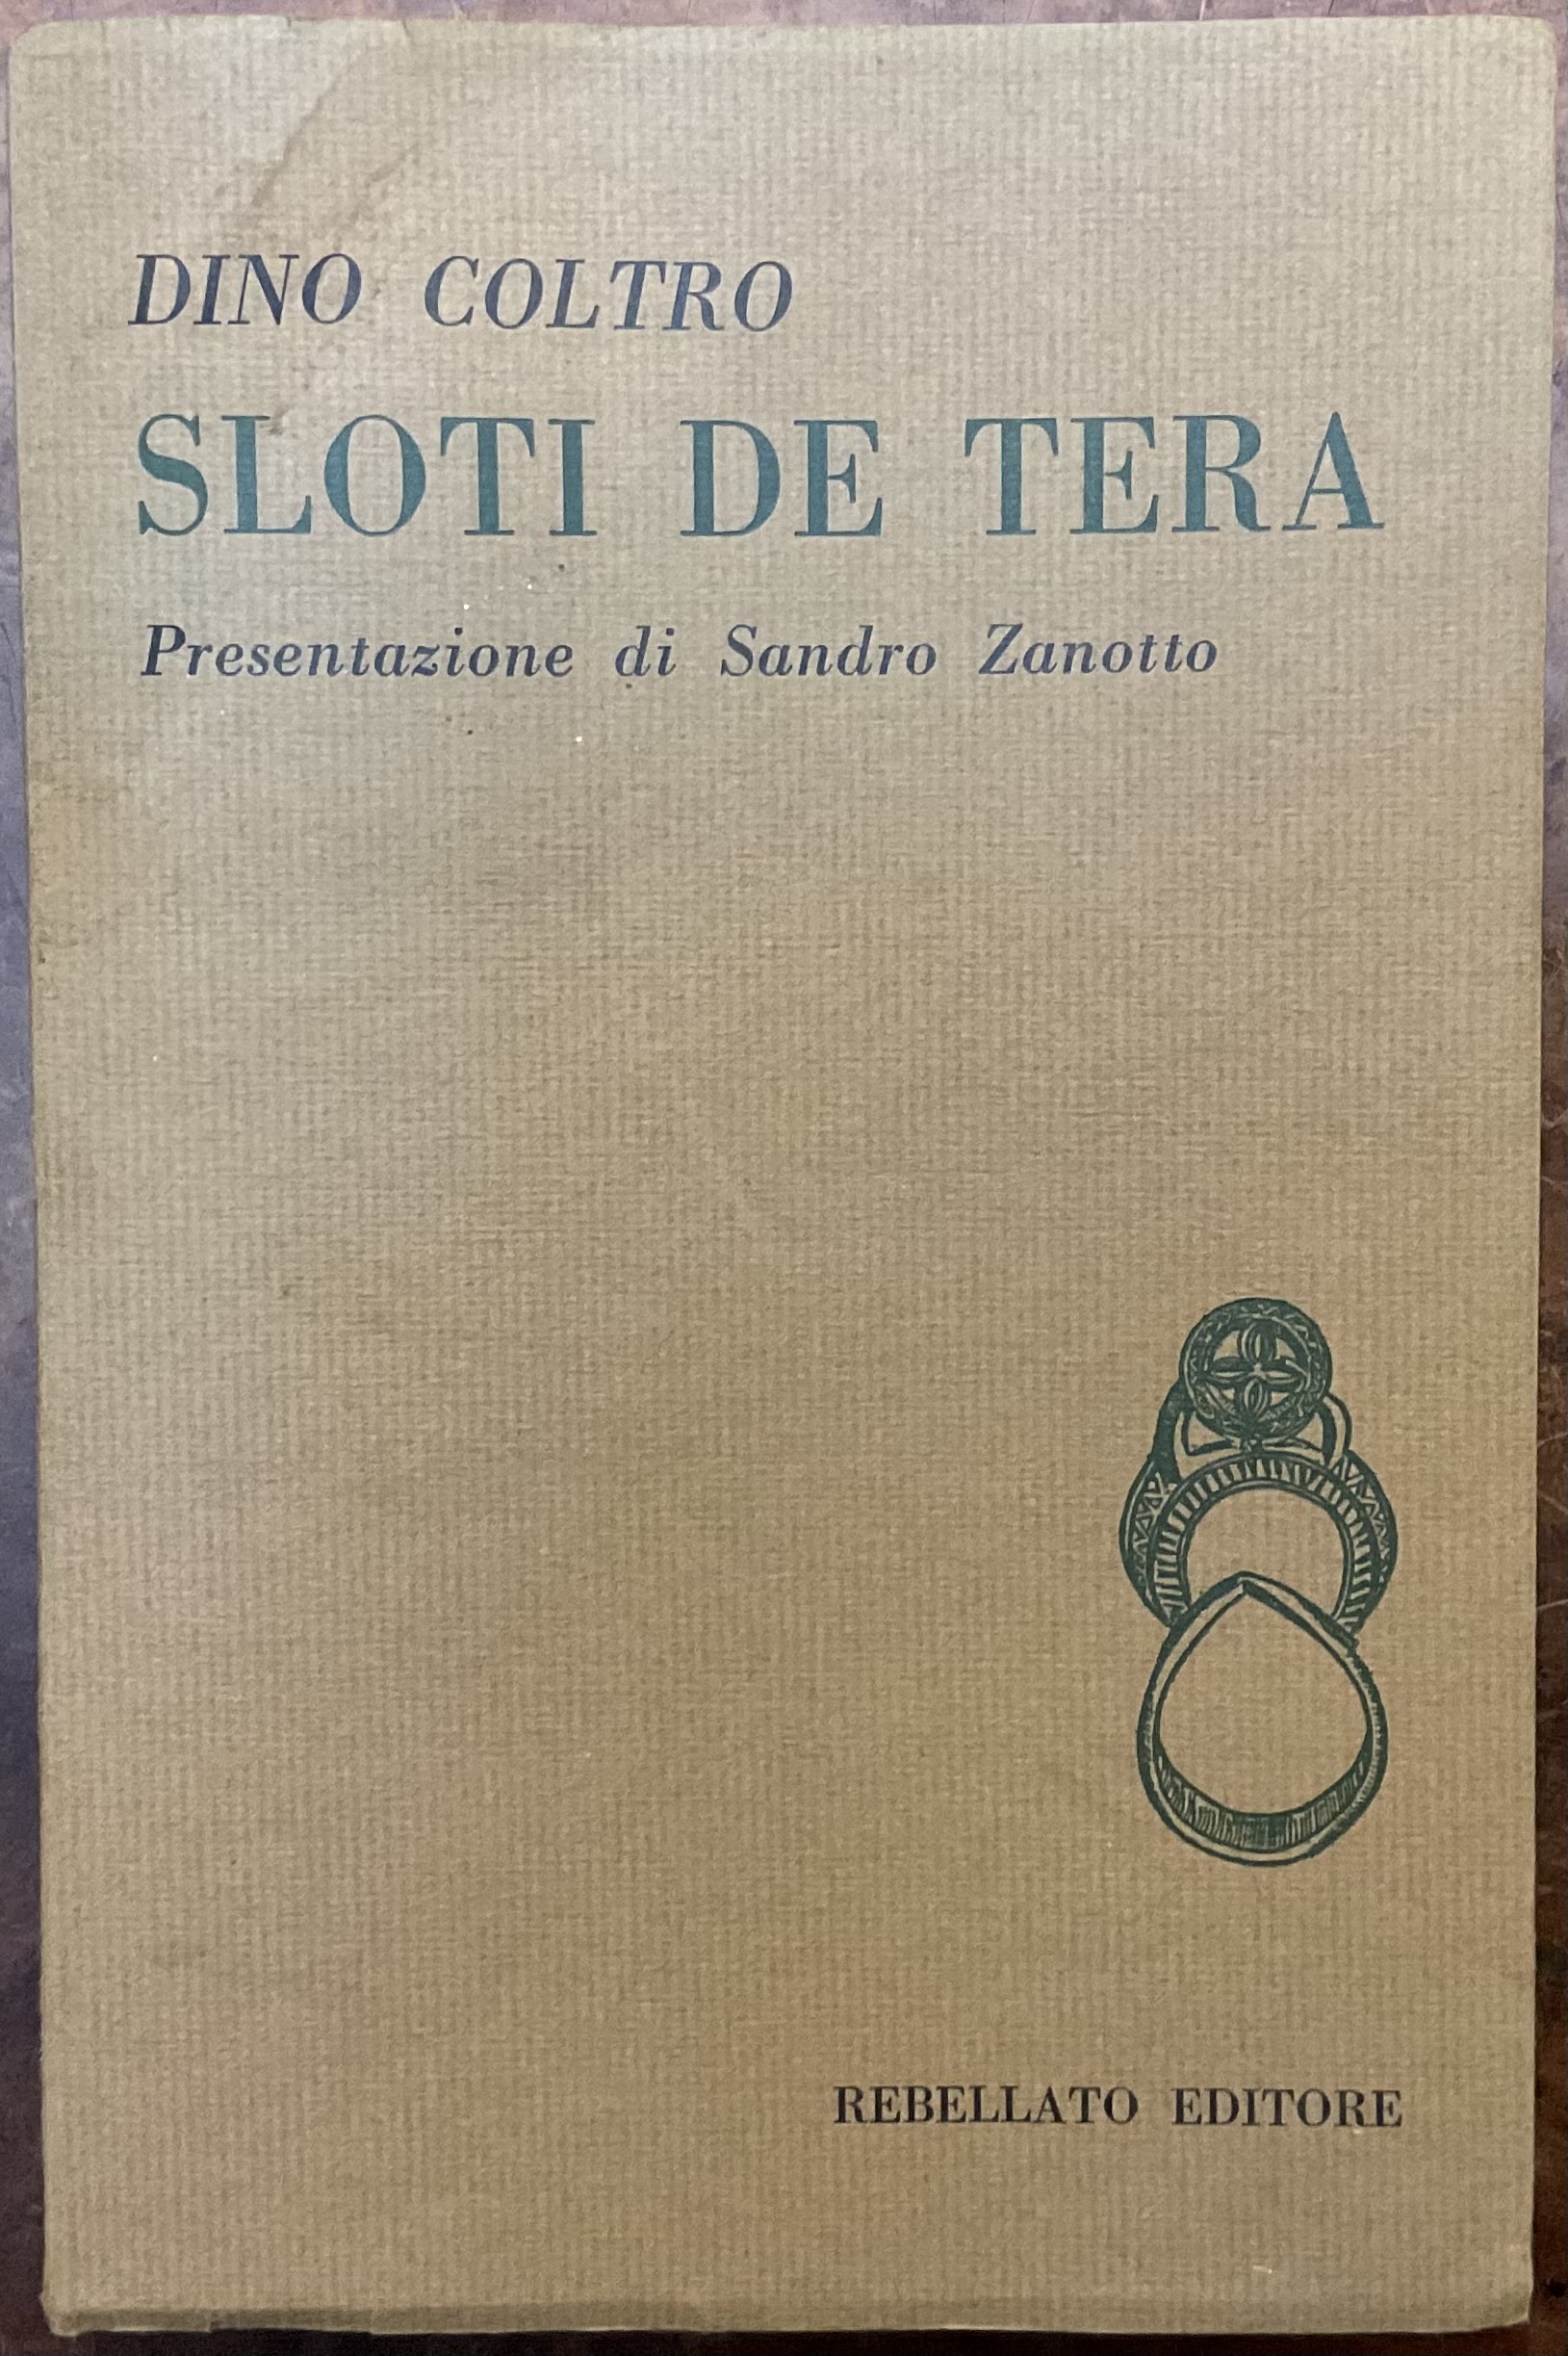 DINO COLTRO
SLOTI DE TERA
Presentazione di Sandro Zanotto
REBELLATO EDITORE